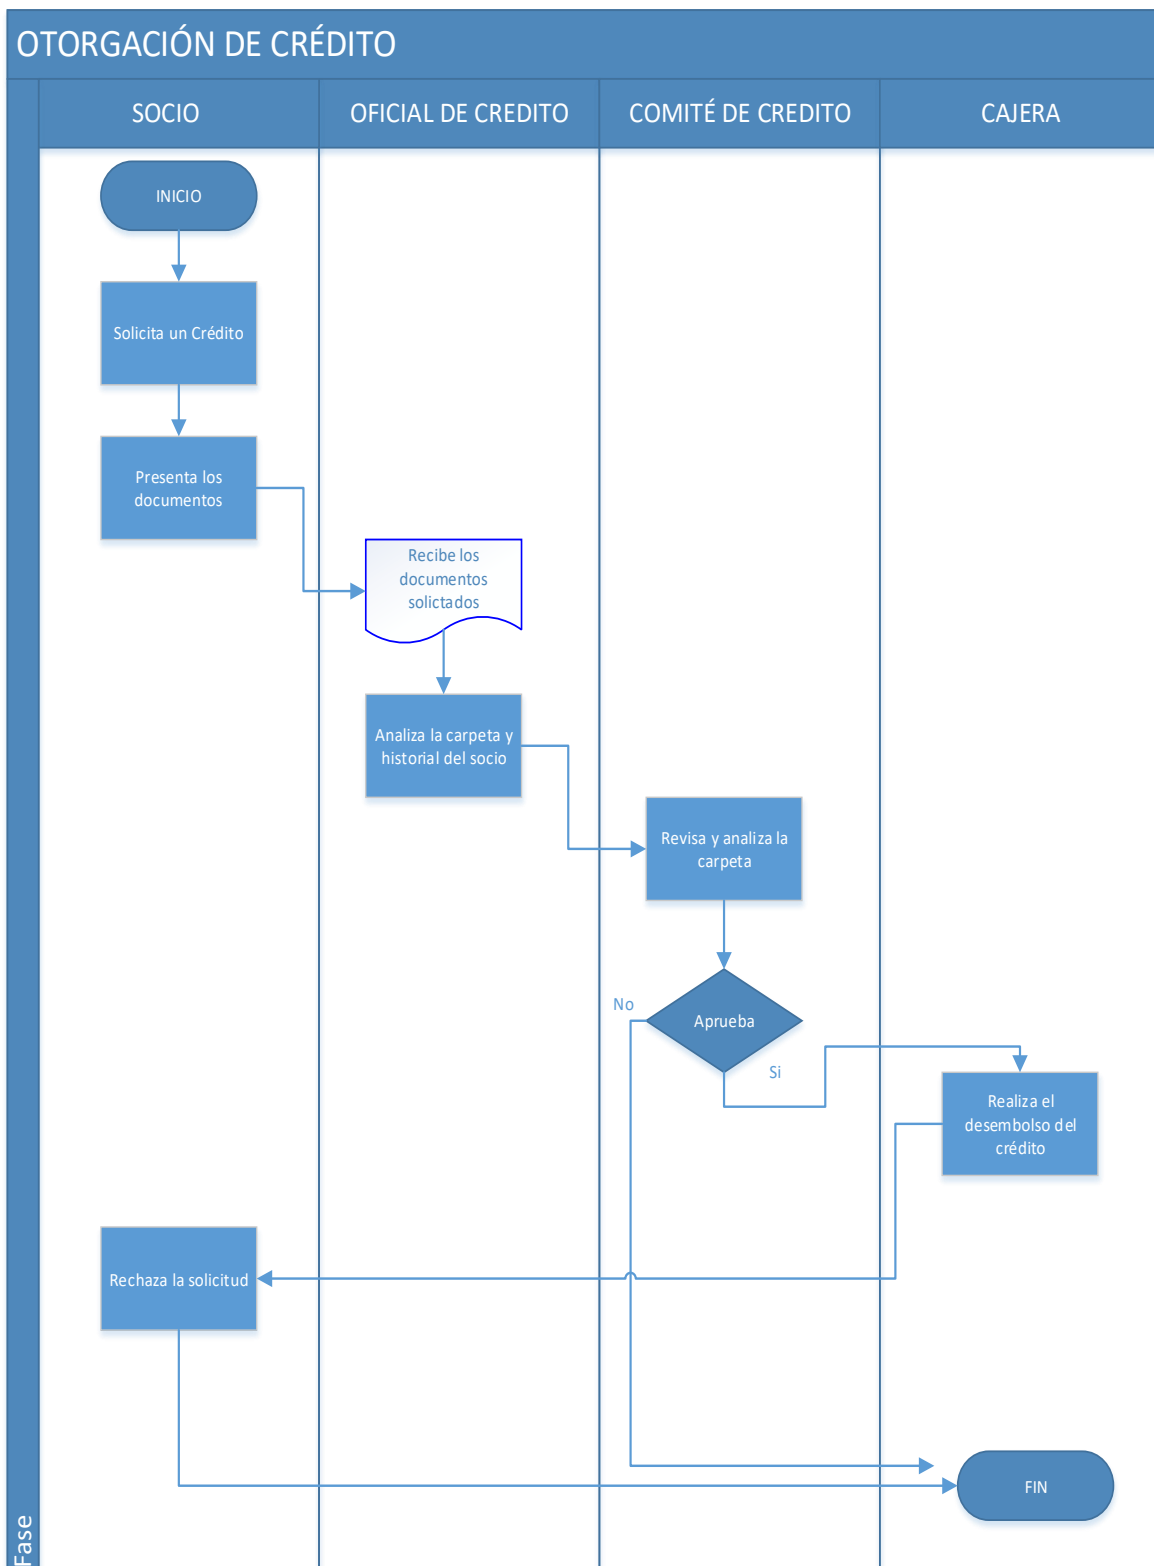 OTORGACIÓN DE CRÉDITO
SOCIO
OFICIAL DE CREDITO
COMITÉ DE CREDITO
CAJERA
INICIO
Solicita un Crédito
Presenta los
documentos
Recibe los
documentos
solictados
Analiza la carpeta y
historial del socio
Revisa y analiza la
carpeta
No
Aprueba
Si
Realiza el
desembolso del
crédito
Rechaza la solicitud
FIN
Fase